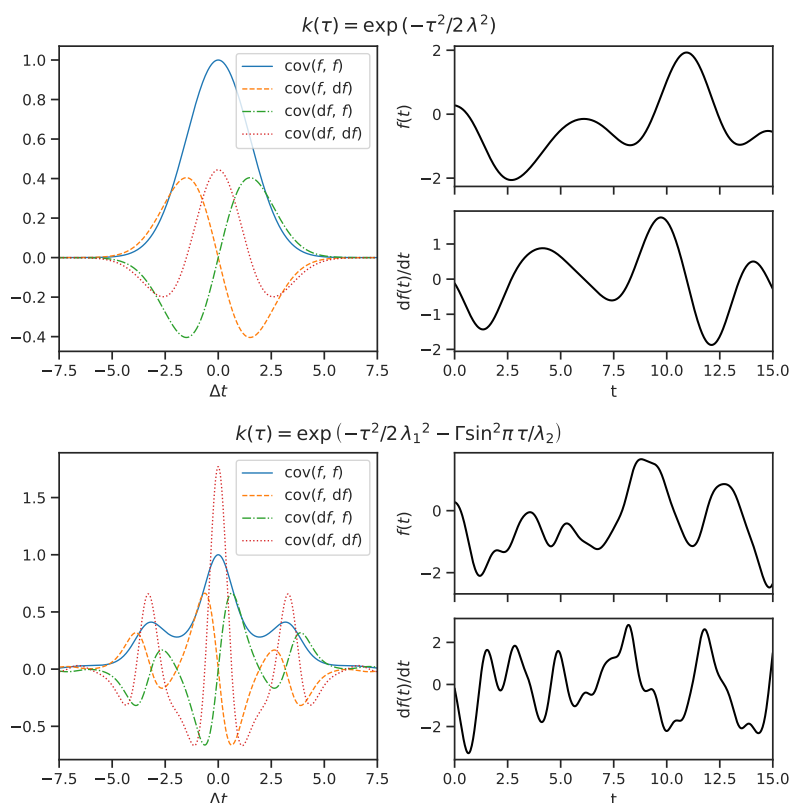 k(τ) = exp (−τ²/2 λ²)
1.0
0.8
0.6
0.4
0.2
0.0
−0.2
−0.4
cov(f, f)
cov(f, df)
cov(df, f)
cov(df, df)
−7.5 −5.0 −2.5 0.0 2.5 5.0 7.5
Δt
2
0
−2
f(t)
1
0
−1
−2
df(t)/dt
0.0 2.5 5.0 7.5 10.0 12.5 15.0
t
k(τ) = exp (−τ²/2 λ₁² − Γsin²π τ/λ₂)
1.5
1.0
0.5
0.0
−0.5
cov(f, f)
cov(f, df)
cov(df, f)
cov(df, df)
−7.5 −5.0 −2.5 0.0 2.5 5.0 7.5
Δt
0
−2
f(t)
2
0
−2
df(t)/dt
0.0 2.5 5.0 7.5 10.0 12.5 15.0
t